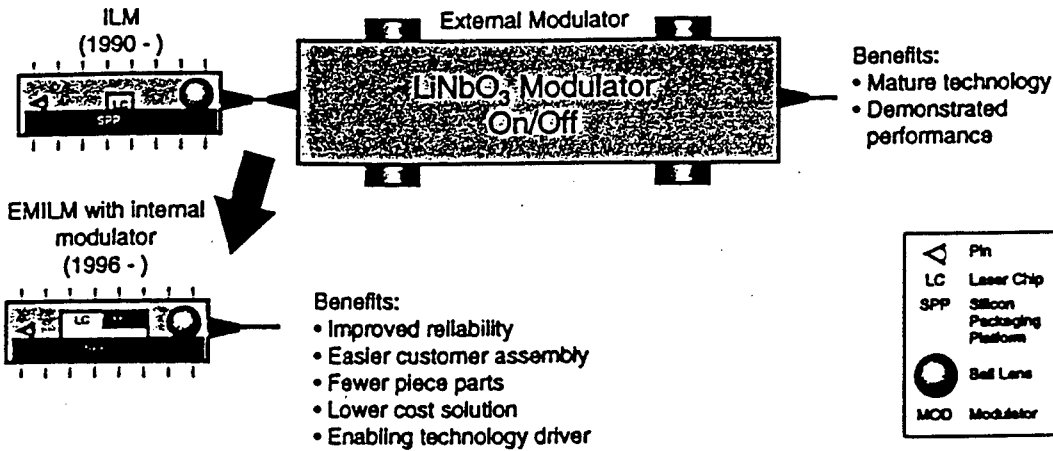 ILM
(1990 - )
LC
SPP
External Modulator
LiNbO3 Modulator
On/Off
Benefits:
• Mature technology
• Demonstrated
performance
EMILM with internal
modulator
(1996 - )
LC
Benefits:
• Improved reliability
• Easier customer assembly
• Fewer piece parts
• Lower cost solution
• Enabling technology driver
Pin
LC Laser Chip
SPP Silicon
Packaging
Platform
Ball Lens
MOD Modulator